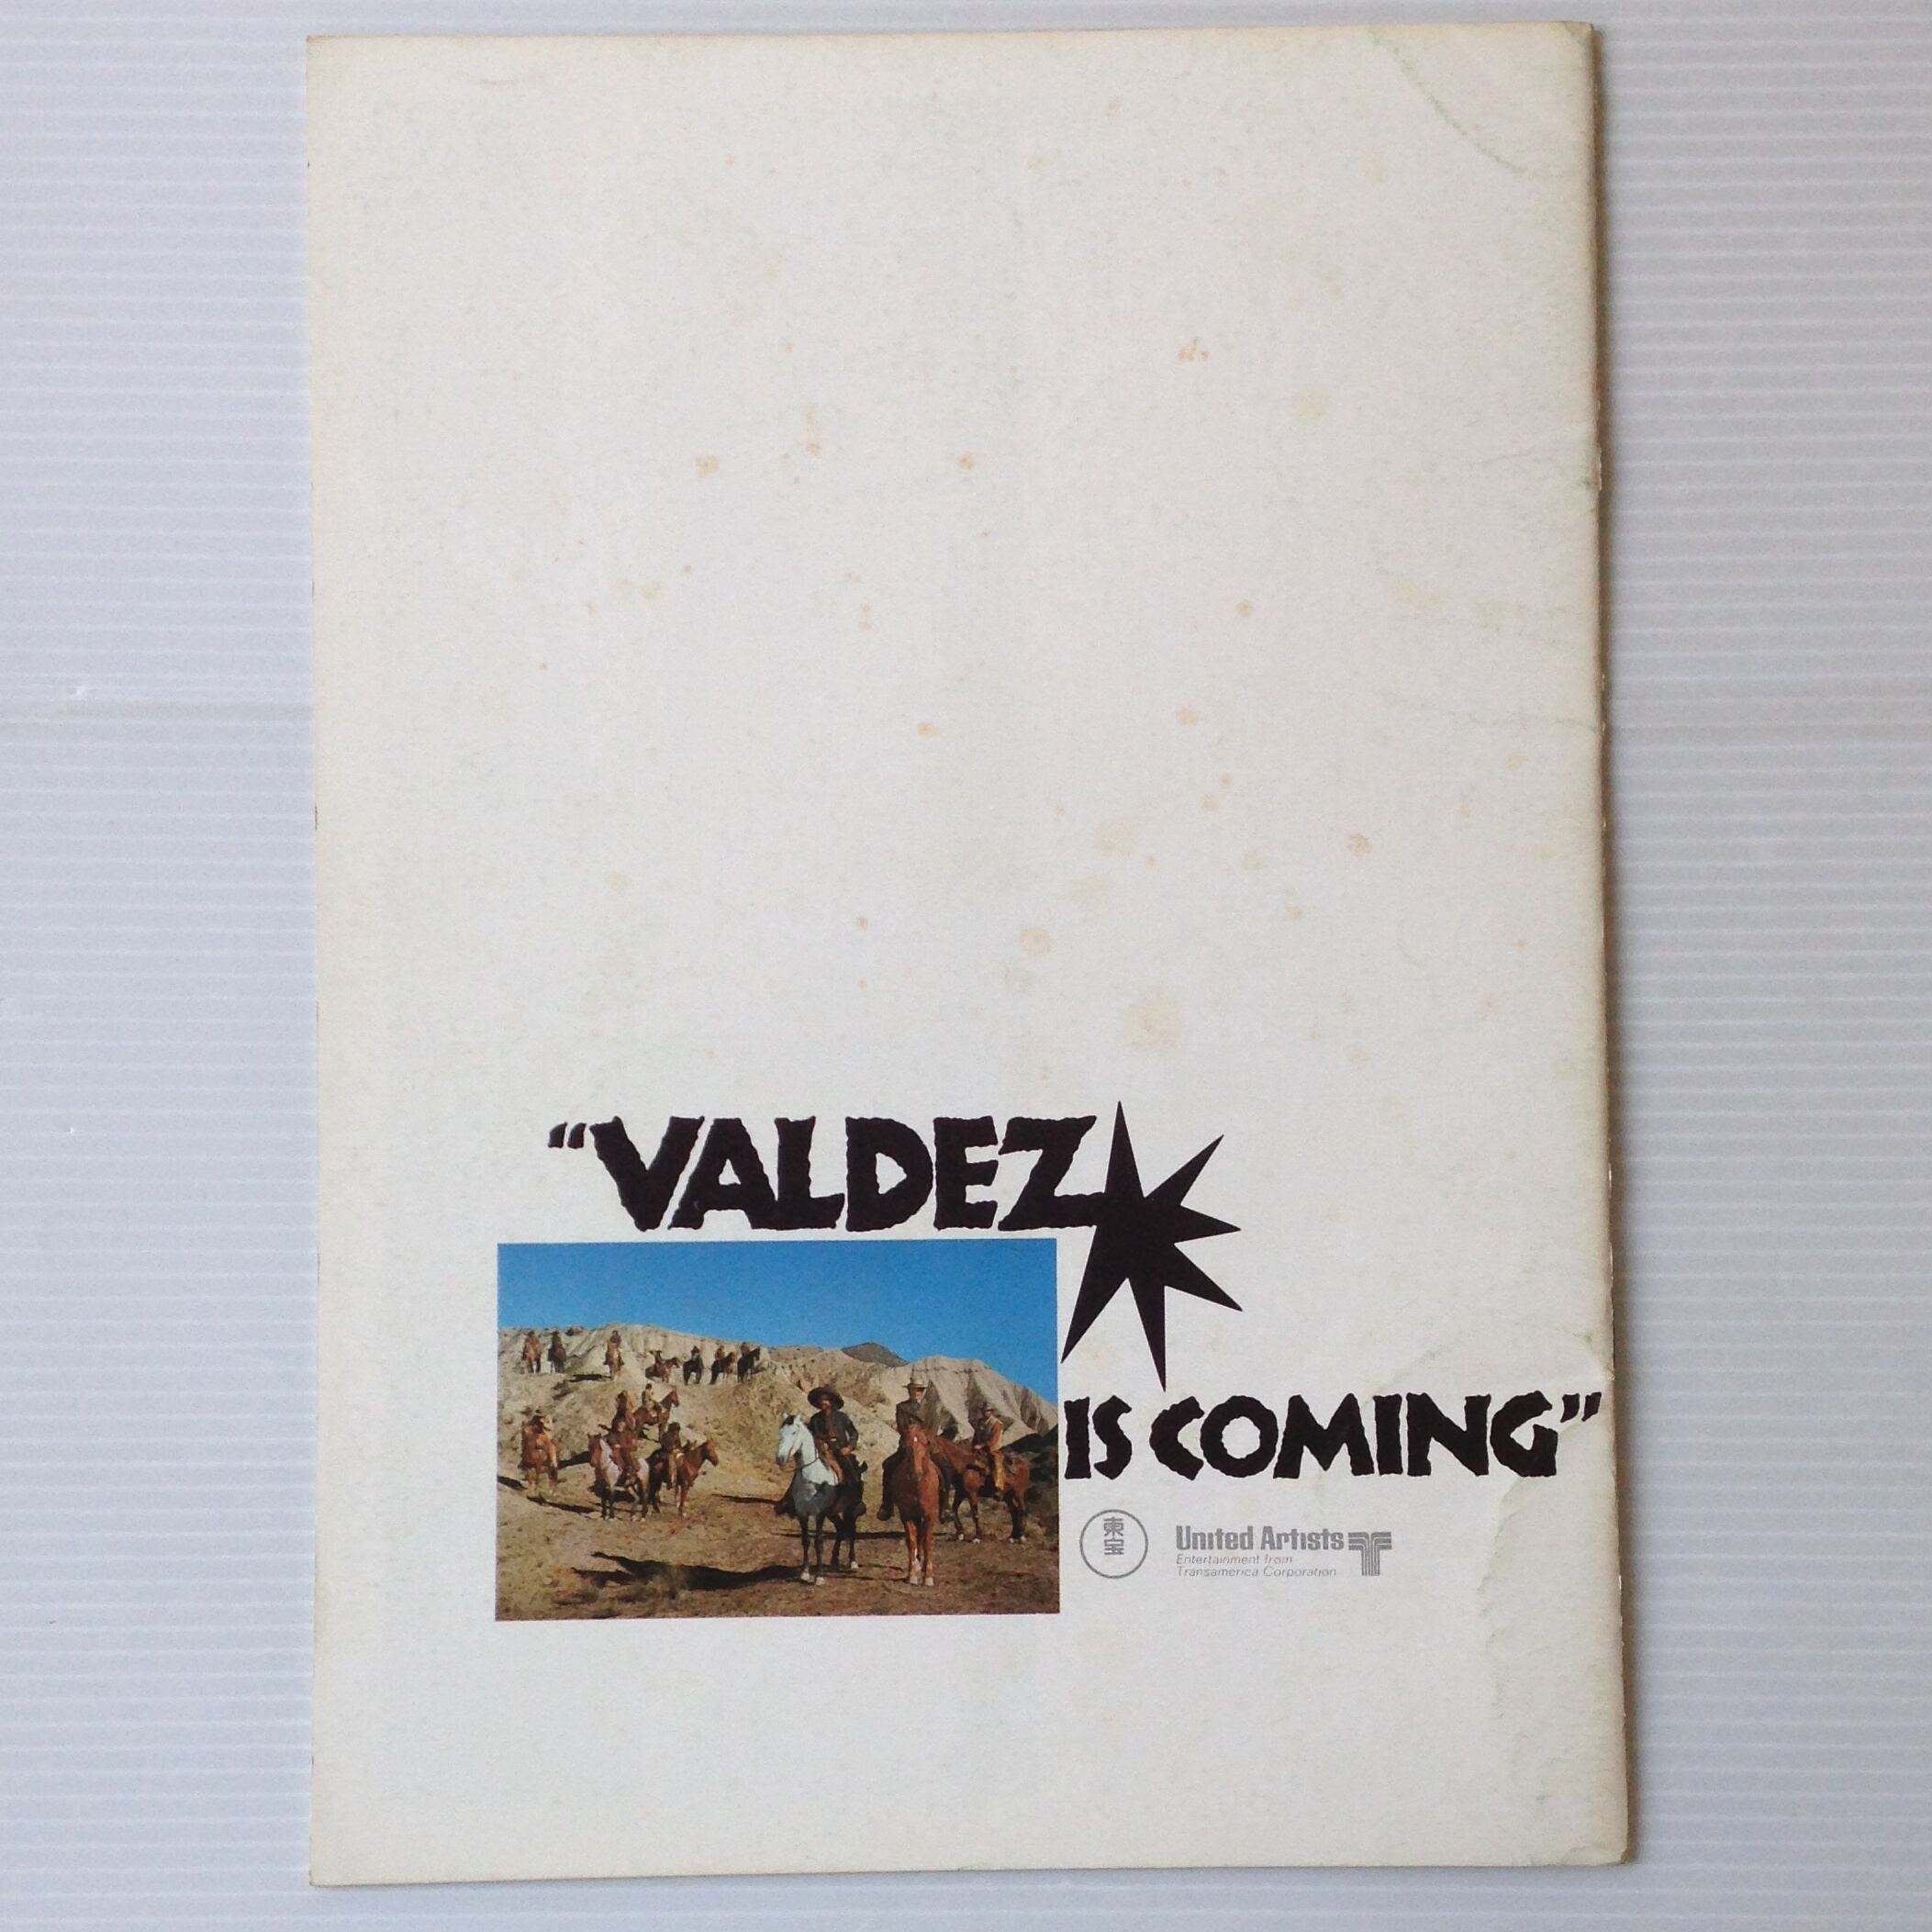 “VALDEZ
IS COMING”
東宝
United Artists
Entertainment from
Transamerica Corporation